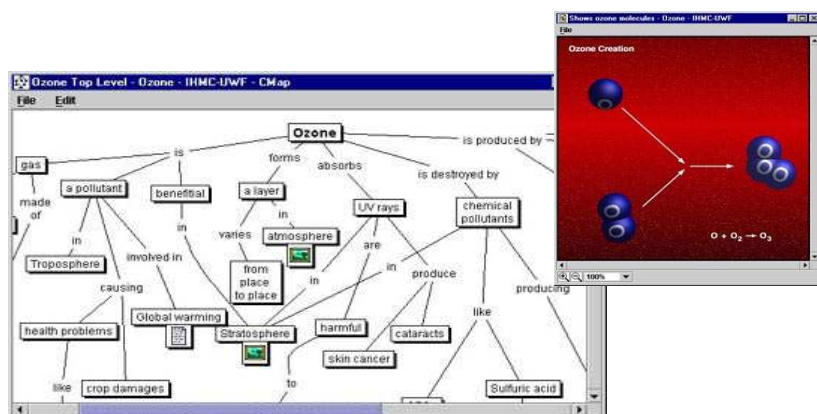 Shows ozone molecules - Ozone - IHMC-UWF
File
Ozone Creation
O + O₂ → O₃
100%
Ozone Top Level - Ozone - IHMC-UWF - CMap
File Edit
Ozone
is
forms
absorbs
is produced by
is destroyed by
gas
a pollutant
benefitial
a layer
UV rays
chemical
pollutants
made
of
in
in
in
atmosphere
varies
are
Troposphere
involved in
from
place
to place
in
in
produce
causing
producing
Global warming
Stratosphere
like
health problems
harmful
cataracts
skin cancer
like
crop damages
to
Sulfuric acid